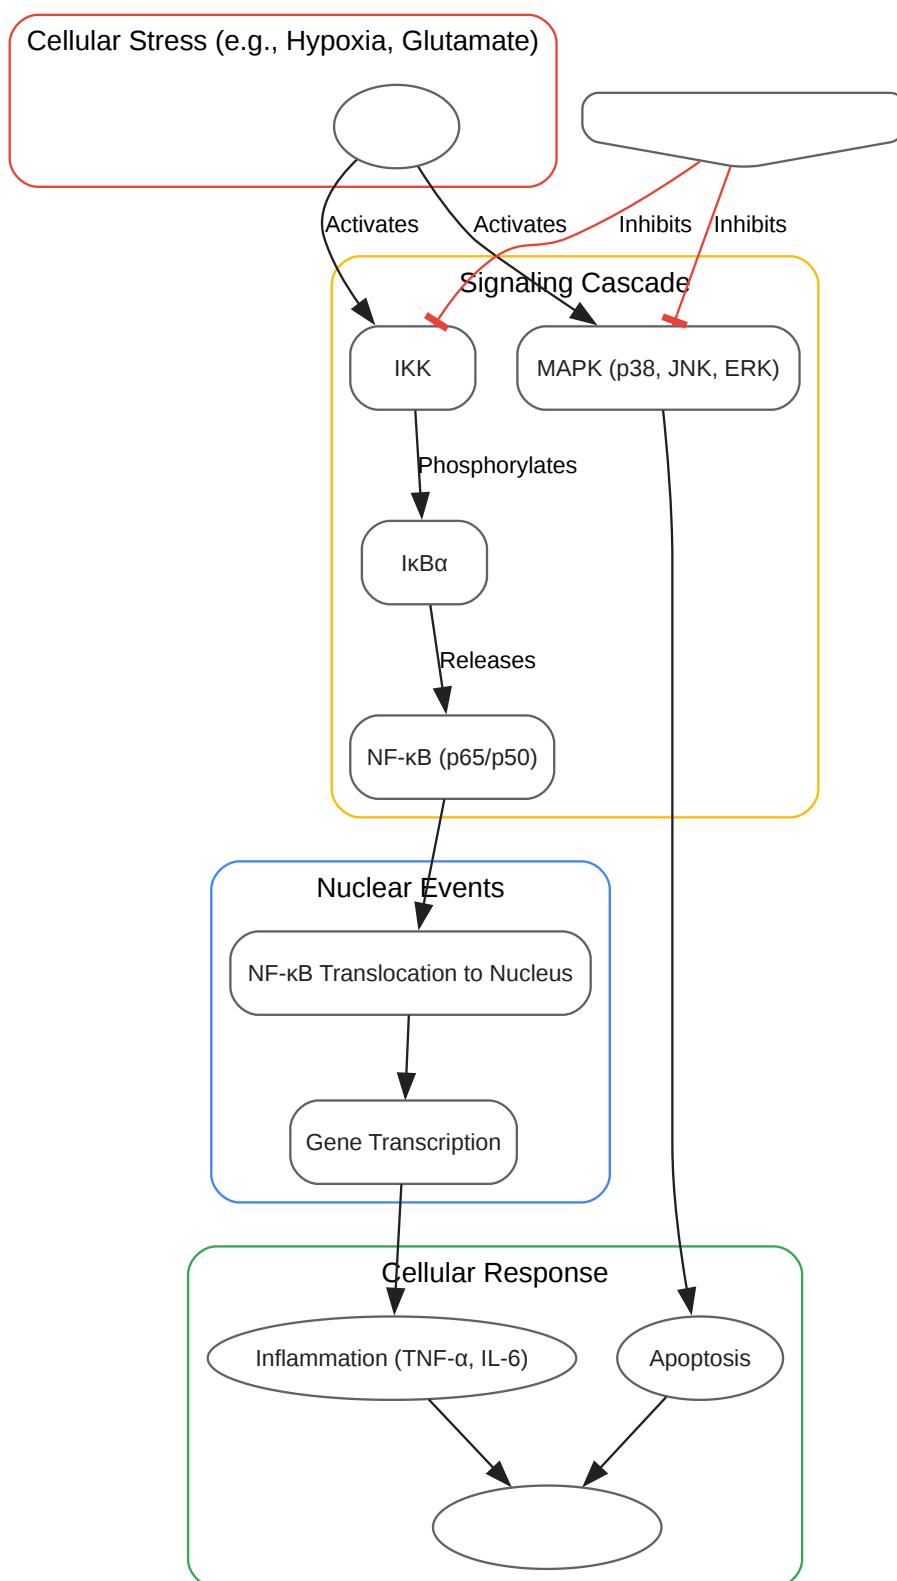 Cellular Stress (e.g., Hypoxia, Glutamate)
Activates
Activates
Inhibits
Inhibits
Signaling Cascade
IKK
MAPK (p38, JNK, ERK)
Phosphorylates
IκBα
Releases
NF-κB (p65/p50)
Nuclear Events
NF-κB Translocation to Nucleus
Gene Transcription
Cellular Response
Inflammation (TNF-α, IL-6)
Apoptosis